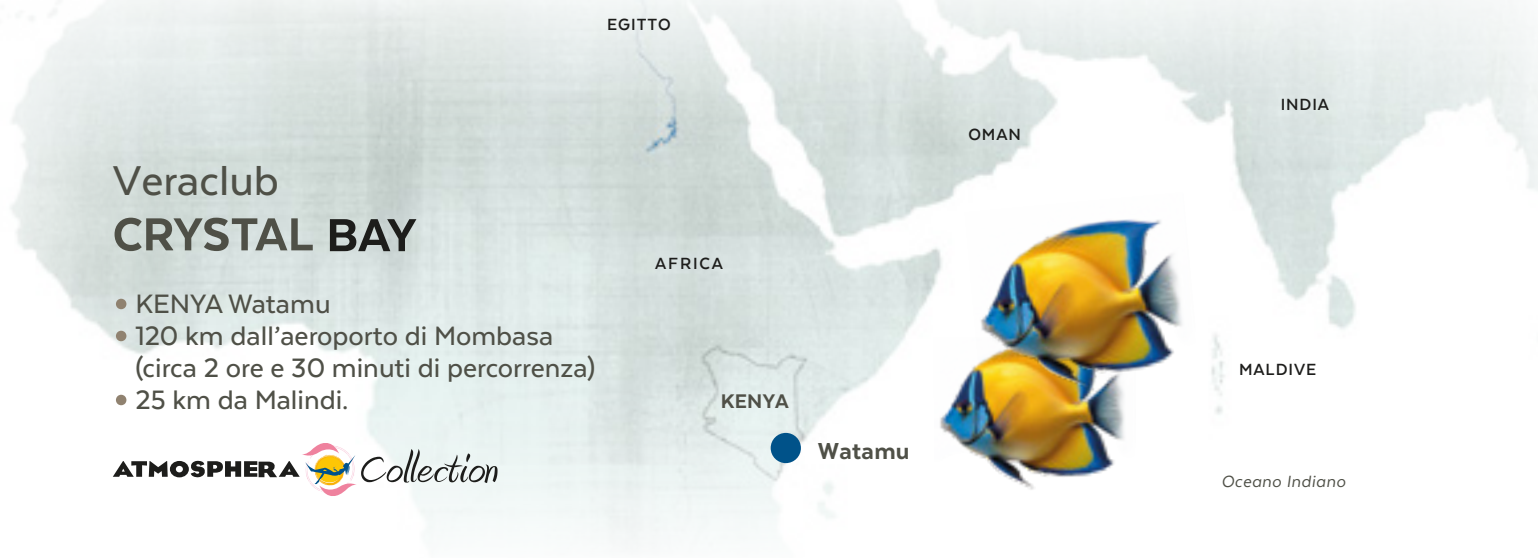 EGITTO
INDIA
OMAN
Veraclub
CRYSTAL BAY
AFRICA
• KENYA Watamu
• 120 km dall’aeroporto di Mombasa
(circa 2 ore e 30 minuti di percorrenza)
• 25 km da Malindi.
MALDIVE
KENYA
Watamu
ATMOSPHERA Collection
Oceano Indiano